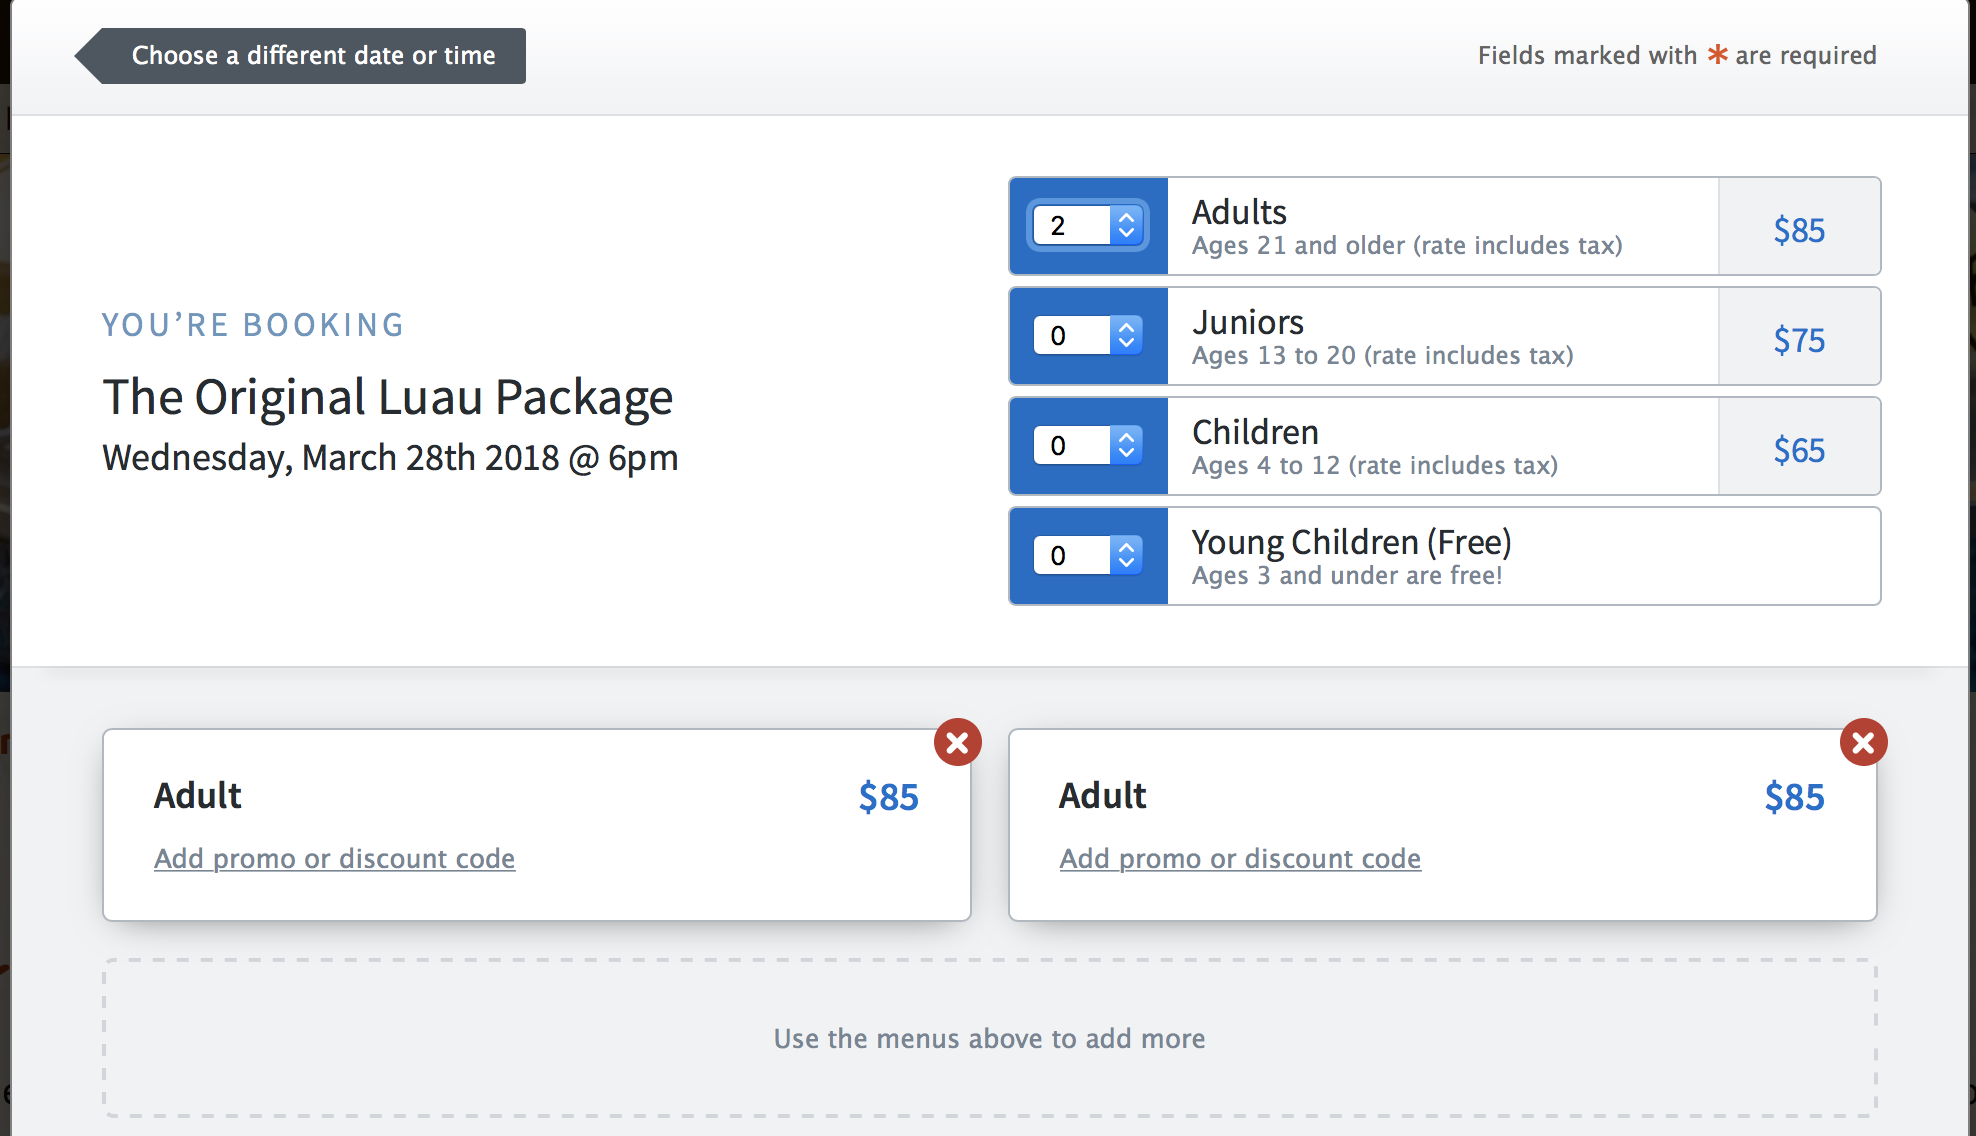 Choose a different date or time
Fields marked with * are required
YOU’RE BOOKING
The Original Luau Package
Wednesday, March 28th 2018 @ 6pm
2
Adults
Ages 21 and older (rate includes tax)
$85
0
Juniors
Ages 13 to 20 (rate includes tax)
$75
0
Children
Ages 4 to 12 (rate includes tax)
$65
0
Young Children (Free)
Ages 3 and under are free!
Adult
$85
Add promo or discount code
Adult
$85
Add promo or discount code
Use the menus above to add more